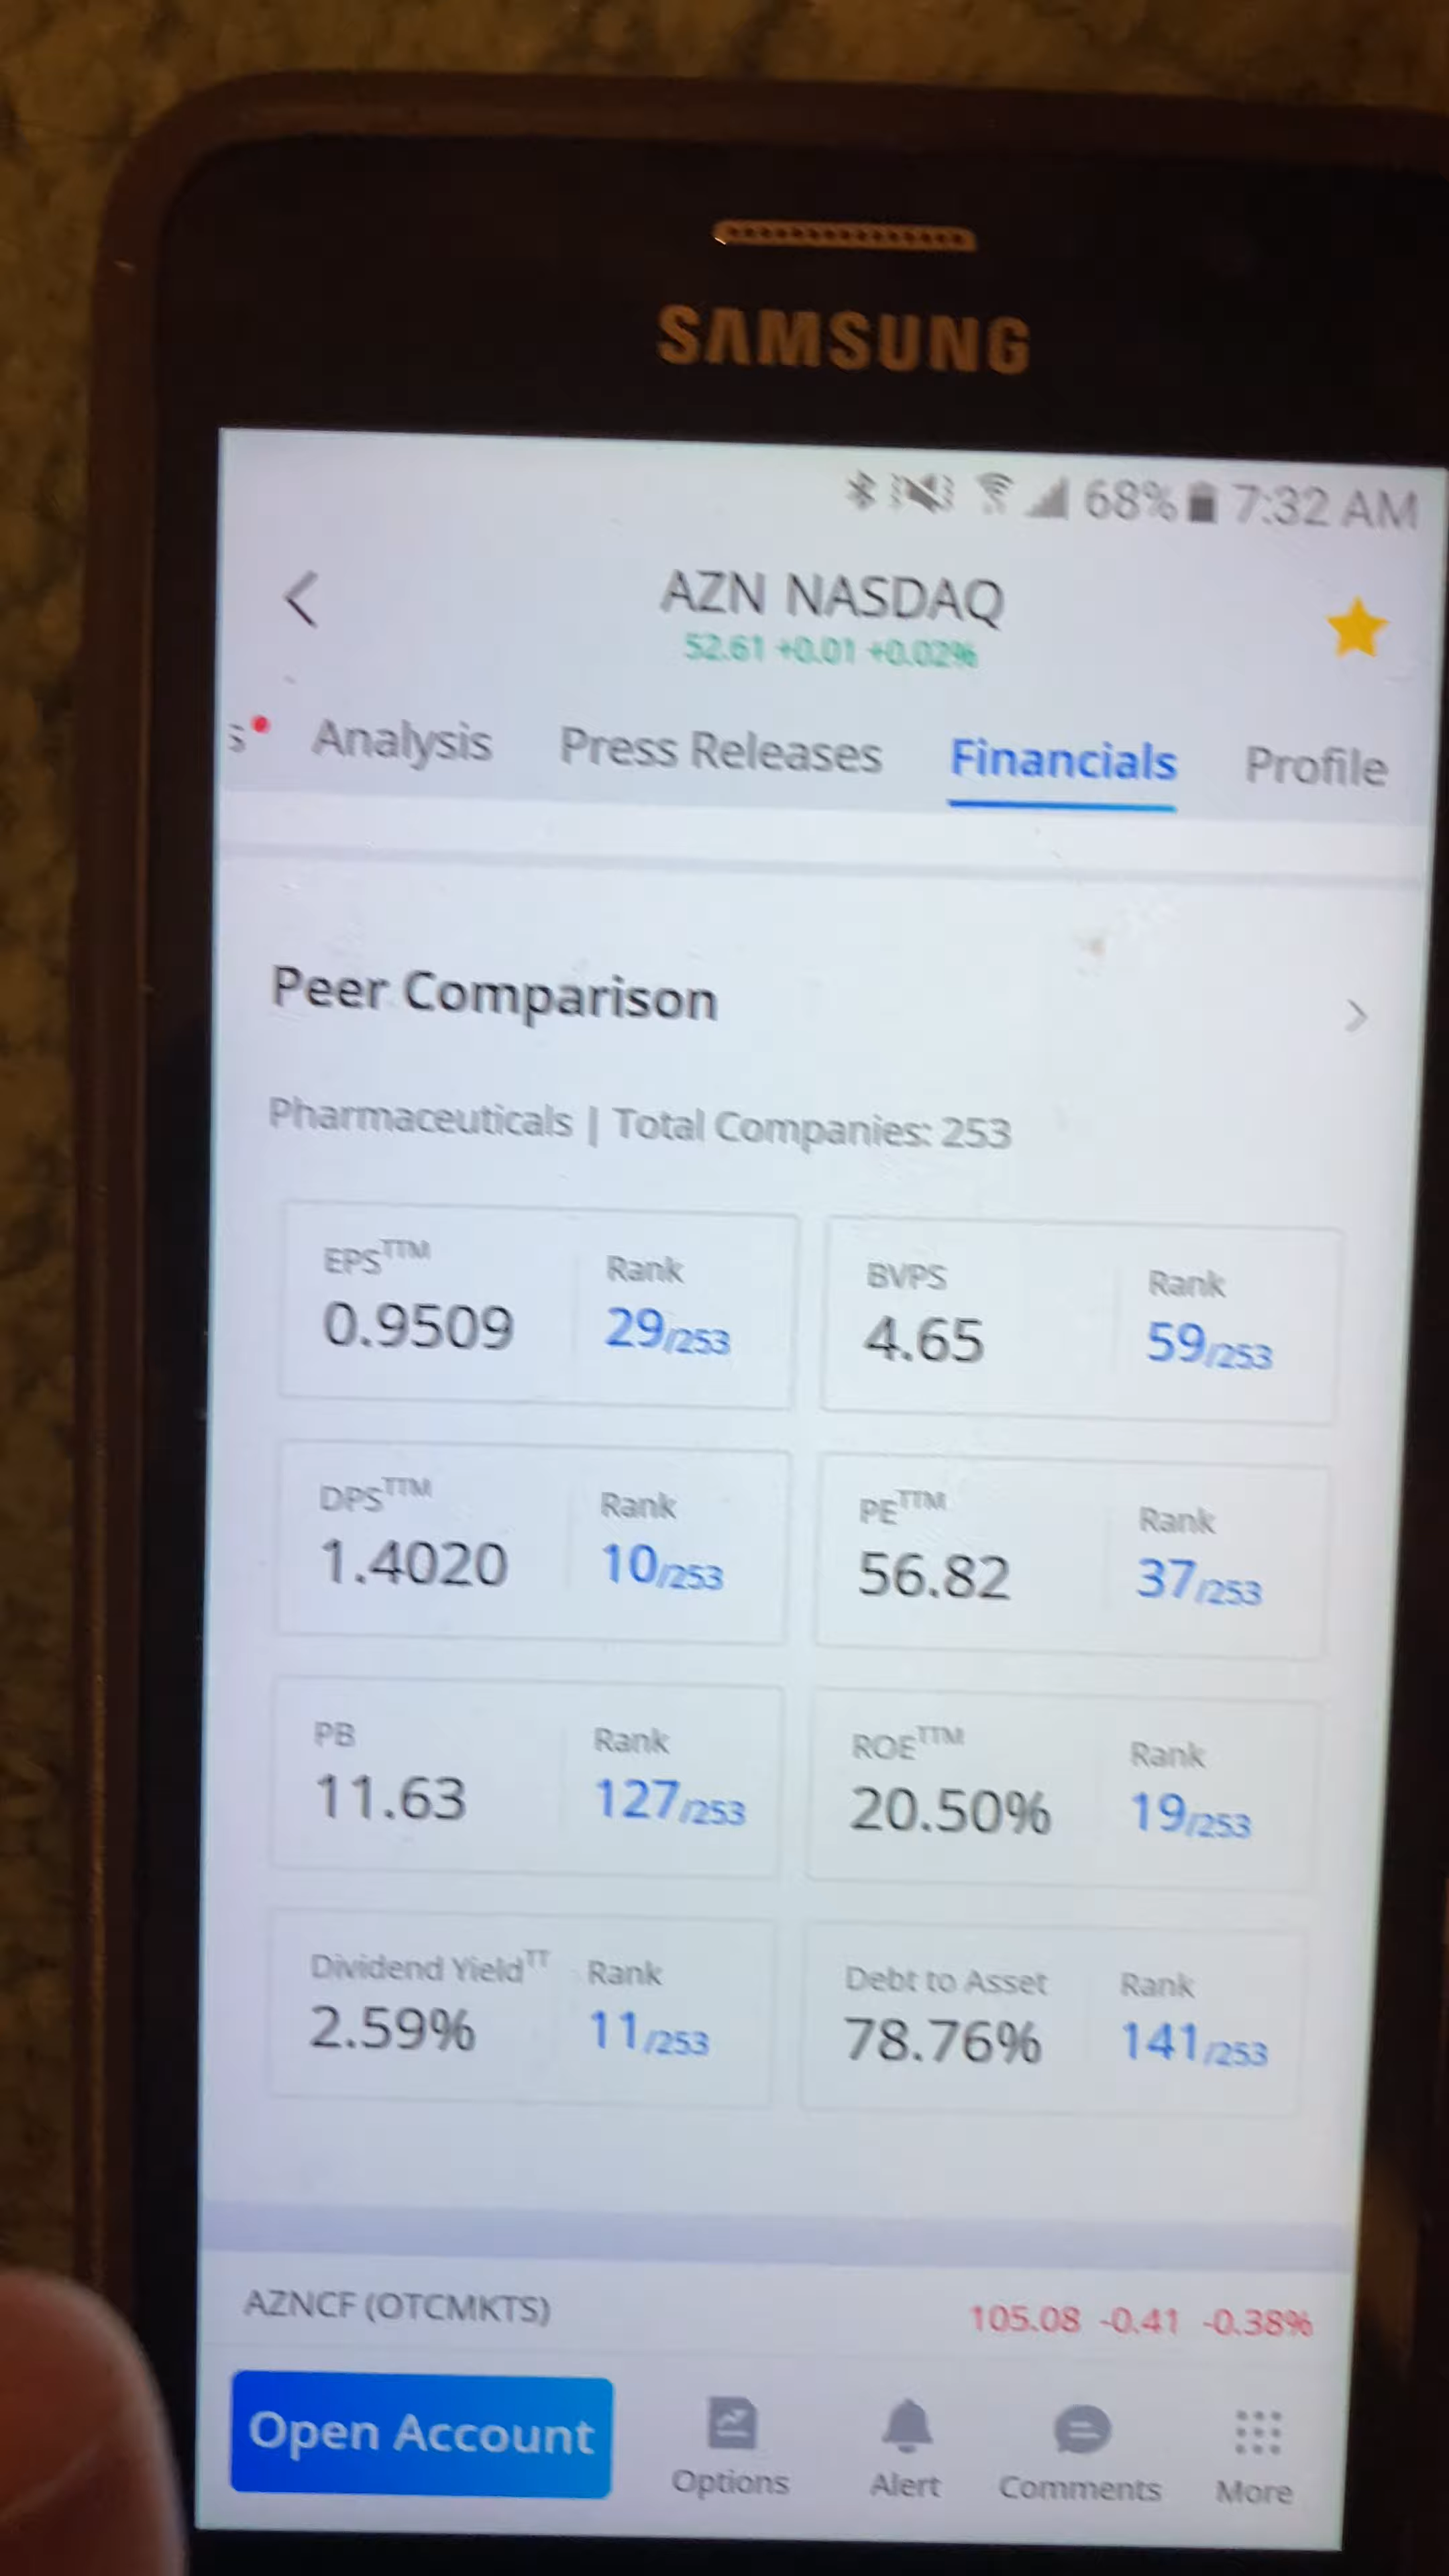 SAMSUNG
68% 7:32 AM
AZN NASDAQ
52.61 +0.01 +0.02%
s Analysis Press Releases Financials Profile
Peer Comparison
Pharmaceuticals | Total Companies: 253
EPSTTM Rank BVPS Rank
0.9509 29/253 4.65 59/253
DPSTTM Rank PETTM Rank
1.4020 10/253 56.82 37/253
PB Rank ROETTM Rank
11.63 127/253 20.50% 19/253
Dividend YieldTT Rank Debt to Asset Rank
2.59% 11/253 78.76% 141/253
AZNCF (OTCMKTS) 105.08 -0.41 -0.38%
Open Account Options Alert Comments More